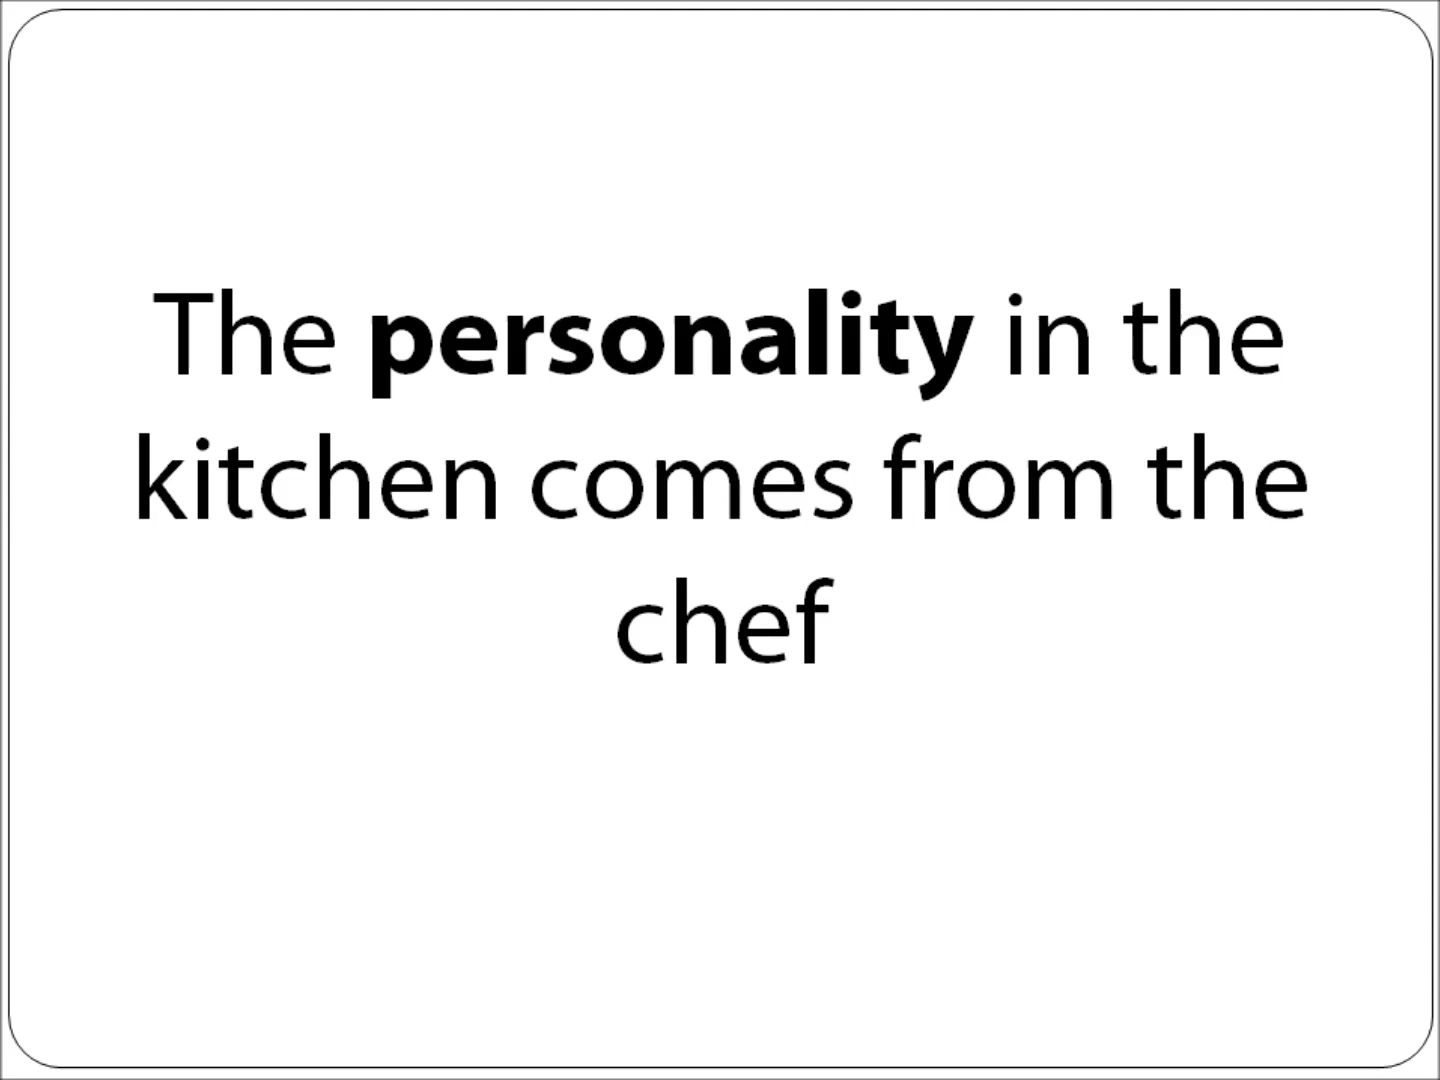 The personality in the
kitchen comes from the
chef